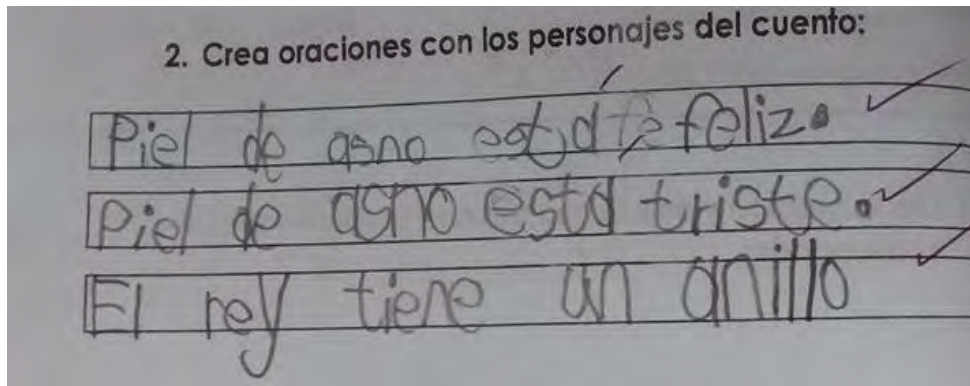 2. Crea oraciones con los personajes del cuento:
Piel de asno está feliz.
Piel de asno está triste.
El rey tiene un anillo